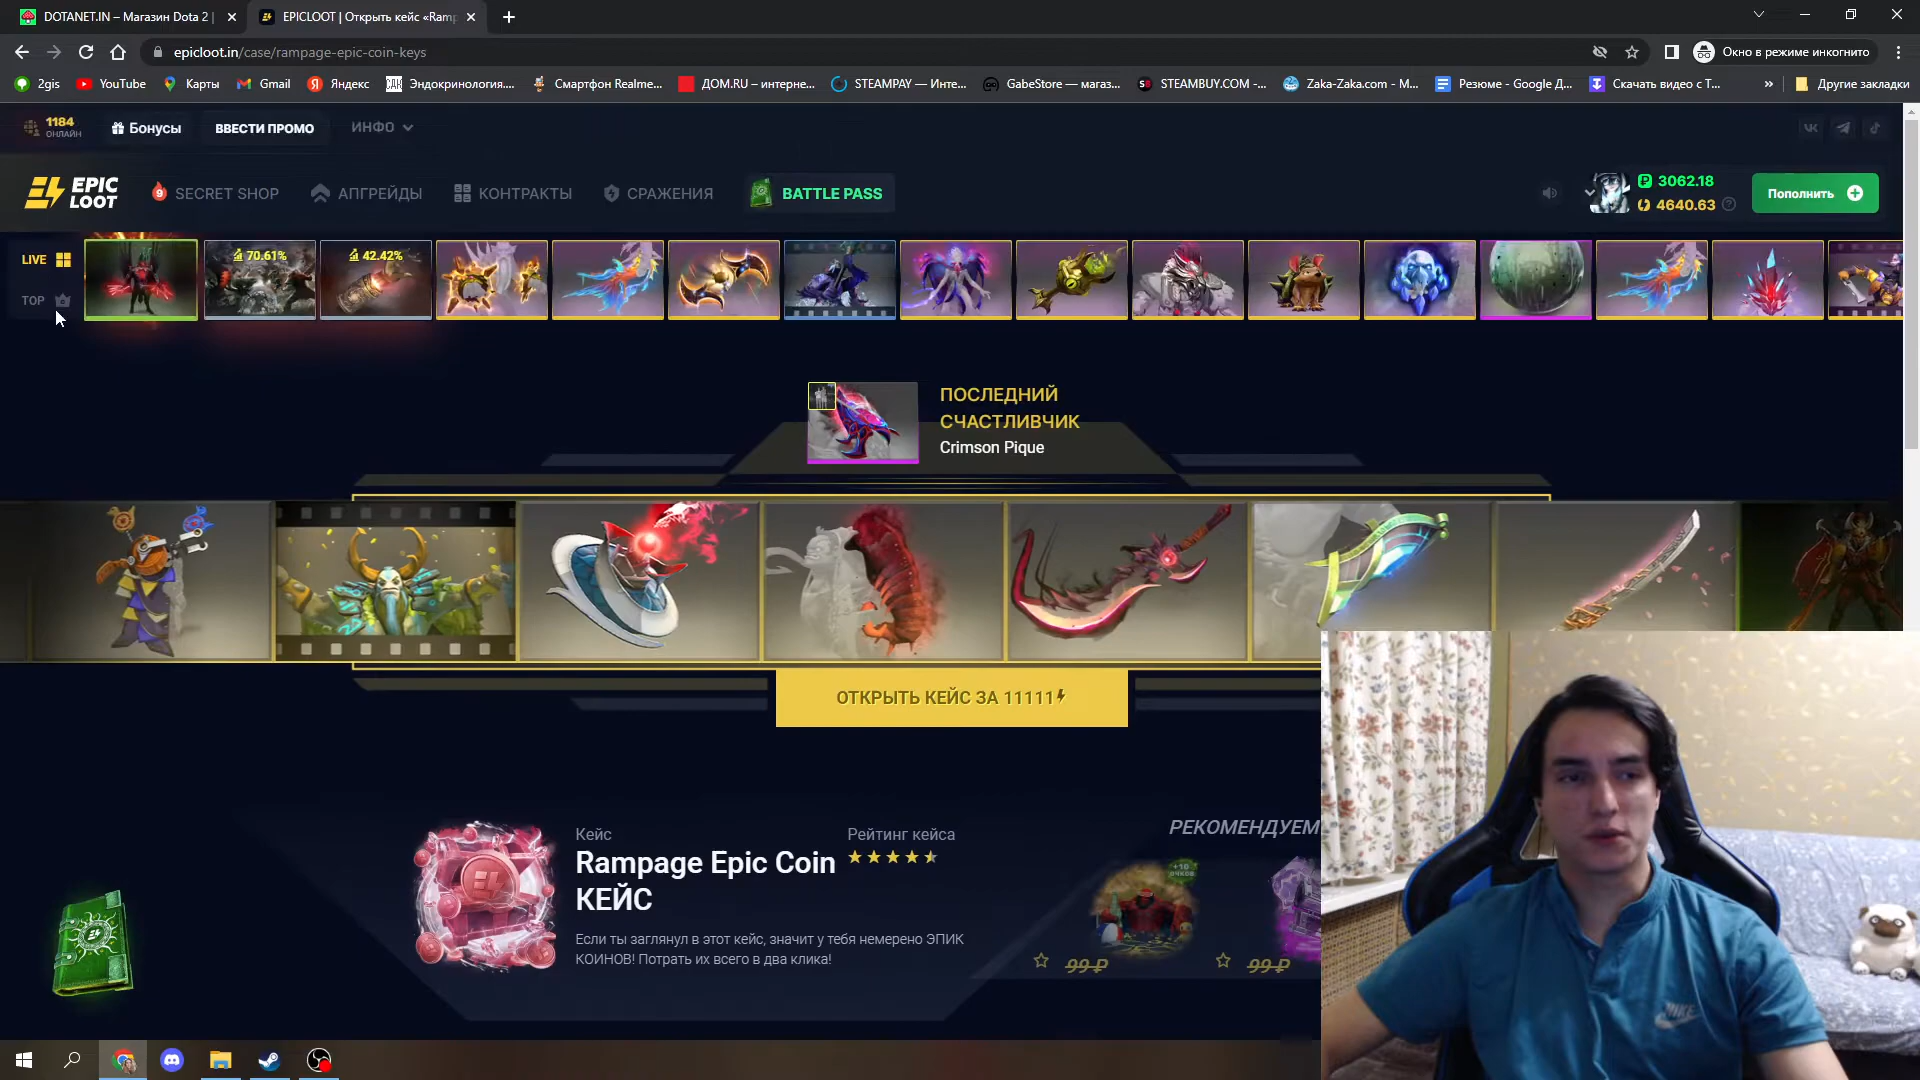 DOTANET.IN – Магазин Dota 2 |
EPICLOOT | Открыть кейс «Ramp
epicloot.in/case/rampage-epic-coin-keys
Окно в режиме инкогнито
2gis
YouTube
Карты
Gmail
Яндекс
Эндокринология....
Смартфон Realme...
ДОМ.RU – интерне...
STEAMPAY — Инте...
GabeStore — магаз...
STEAMBUY.COM -...
Zaka-Zaka.com - М...
Резюме - Google Д...
Скачать видео с Т...
»
Другие закладки
1184
ОНЛАЙН
Бонусы
ВВЕСТИ ПРОМО
ИНФО
EPIC
LOOT
9
SECRET SHOP
АПГРЕЙДЫ
КОНТРАКТЫ
СРАЖЕНИЯ
BATTLE PASS
3062.18
4640.63
Пополнить
LIVE
TOP
70.61%
42.42%
ПОСЛЕДНИЙ
СЧАСТЛИВЧИК
Crimson Pique
ОТКРЫТЬ КЕЙС ЗА 11111
Кейс
Rampage Epic Coin
КЕЙС
Рейтинг кейса
Если ты заглянул в этот кейс, значит у тебя немерено ЭПИК
КОИНОВ! Потрать их всего в два клика!
РЕКОМЕНДУЕМ
+10
ОЧКОВ
99 ₽
99 ₽
NIKE